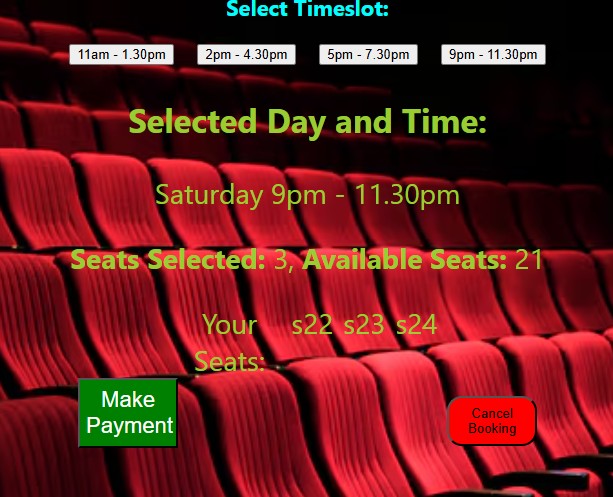 Select Timeslot:
11am - 1.30pm 2pm - 4.30pm 5pm - 7.30pm 9pm - 11.30pm
Selected Day and Time:
Saturday 9pm - 11.30pm
Seats Selected: 3, Available Seats: 21
Your s22 s23 s24
Seats:
Make
Payment
Cancel
Booking